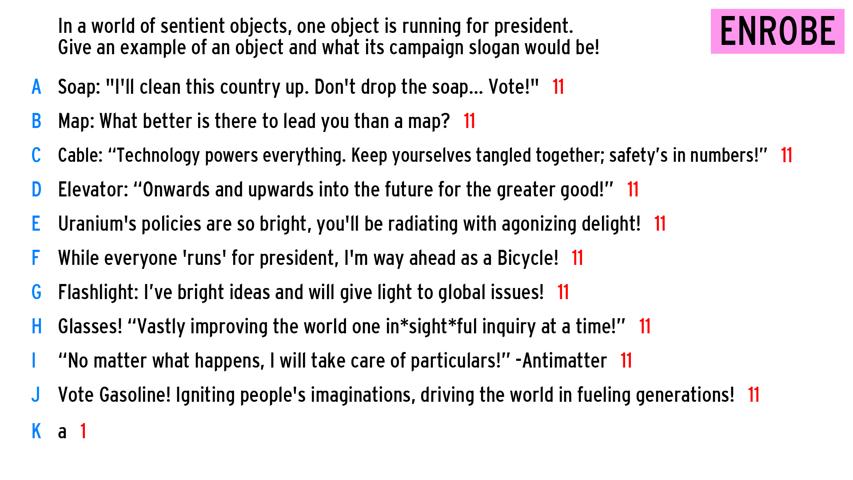 In a world of sentient objects, one object is running for president.
Give an example of an object and what its campaign slogan would be!
ENROBE
A Soap: "I'll clean this country up. Don't drop the soap... Vote!" 11
B Map: What better is there to lead you than a map? 11
C Cable: “Technology powers everything. Keep yourselves tangled together; safety’s in numbers!” 11
D Elevator: “Onwards and upwards into the future for the greater good!” 11
E Uranium's policies are so bright, you'll be radiating with agonizing delight! 11
F While everyone 'runs' for president, I'm way ahead as a Bicycle! 11
G Flashlight: I’ve bright ideas and will give light to global issues! 11
H Glasses! “Vastly improving the world one in*sight*ful inquiry at a time!” 11
I “No matter what happens, I will take care of particulars!” -Antimatter 11
J Vote Gasoline! Igniting people's imaginations, driving the world in fueling generations! 11
K a 1